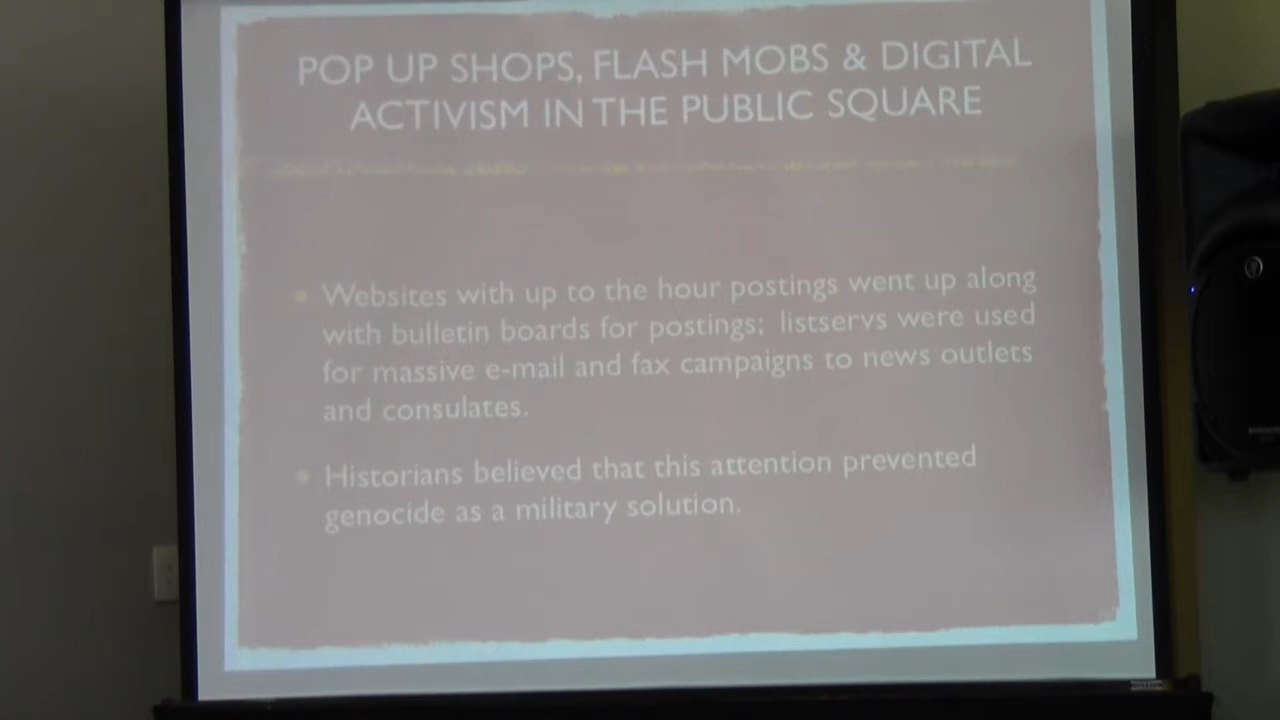 POP UP SHOPS, FLASH MOBS & DIGITAL
ACTIVISM IN THE PUBLIC SQUARE
• Websites with up to the hour postings went up along
with bulletin boards for postings; listservs were used
for massive e-mail and fax campaigns to news outlets
and consulates.
• Historians believed that this attention prevented
genocide as a military solution.